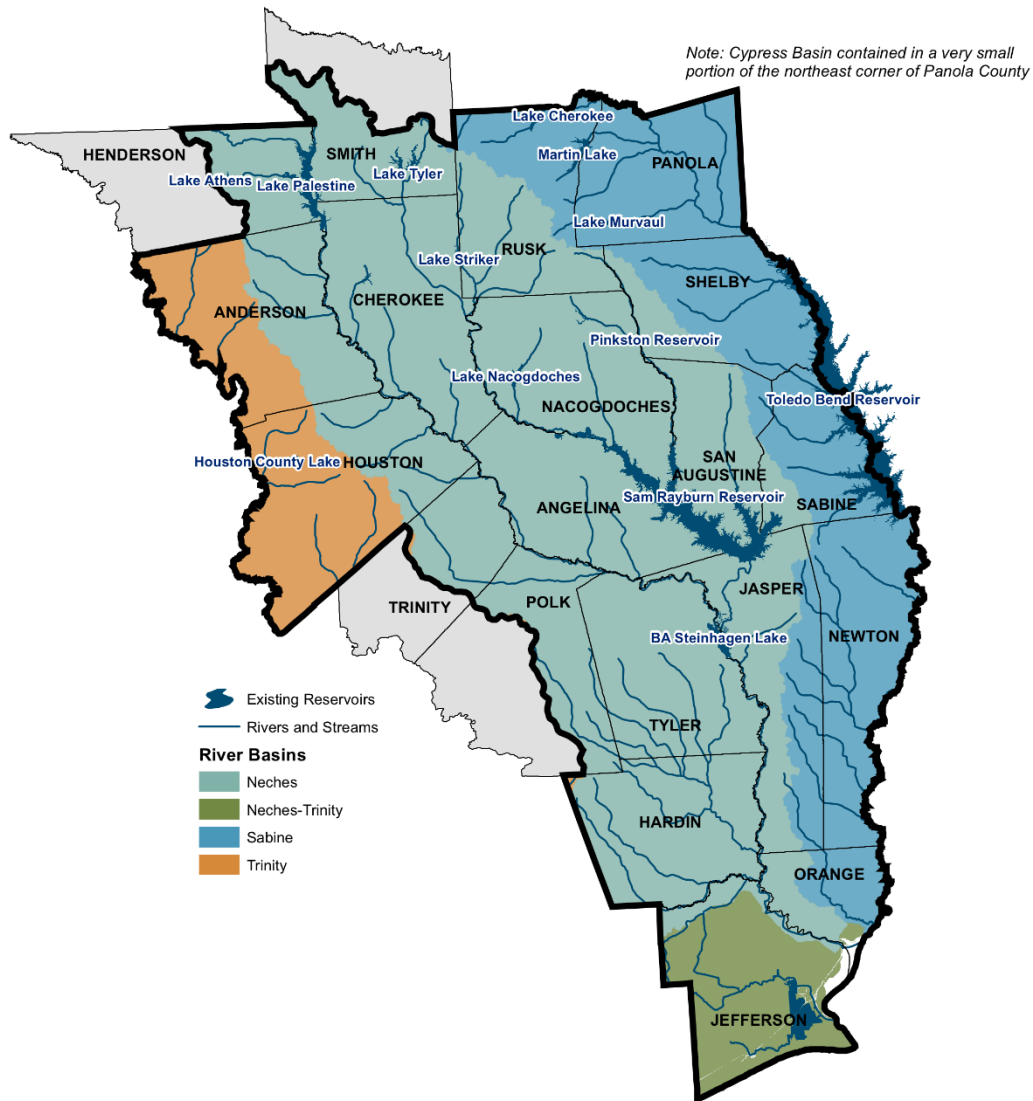 Note: Cypress Basin contained in a very small
portion of the northeast corner of Panola County
Lake Cherokee
HENDERSON
SMITH
Martin Lake
PANOLA
Lake Athens
Lake Palestine
Lake Tyler
Lake Murvaul
RUSK
Lake Striker
SHELBY
CHEROKEE
ANDERSON
Pinkston Reservoir
Lake Nacogdoches
NACOGDOCHES
Toledo Bend Reservoir
Houston County Lake
HOUSTON
SAN
AUGUSTINE
Sam Rayburn Reservoir
SABINE
ANGELINA
JASPER
TRINITY
POLK
BA Steinhagen Lake
NEWTON
Existing Reservoirs
Rivers and Streams
TYLER
River Basins
Neches
Neches-Trinity
Sabine
Trinity
HARDIN
ORANGE
JEFFERSON